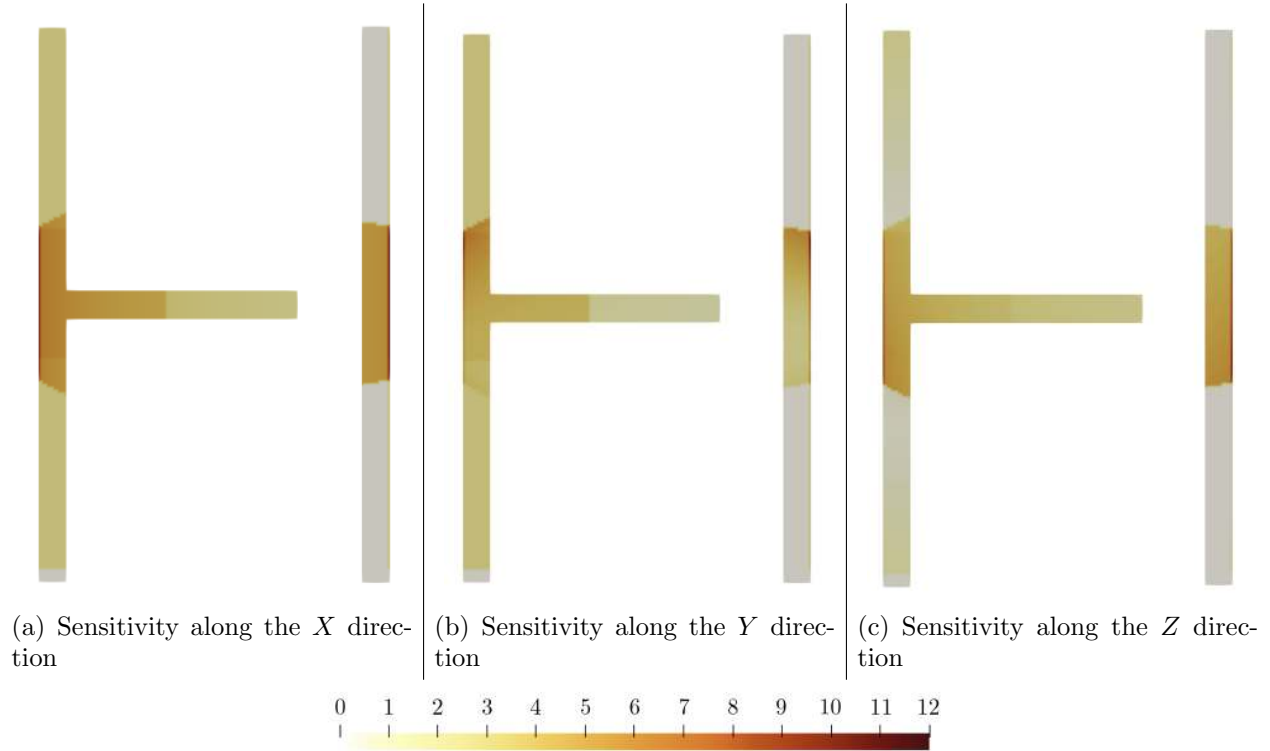 (a) Sensitivity along the X direc-
tion
(b) Sensitivity along the Y direc-
tion
(c) Sensitivity along the Z direc-
tion
0 1 2 3 4 5 6 7 8 9 10 11 12